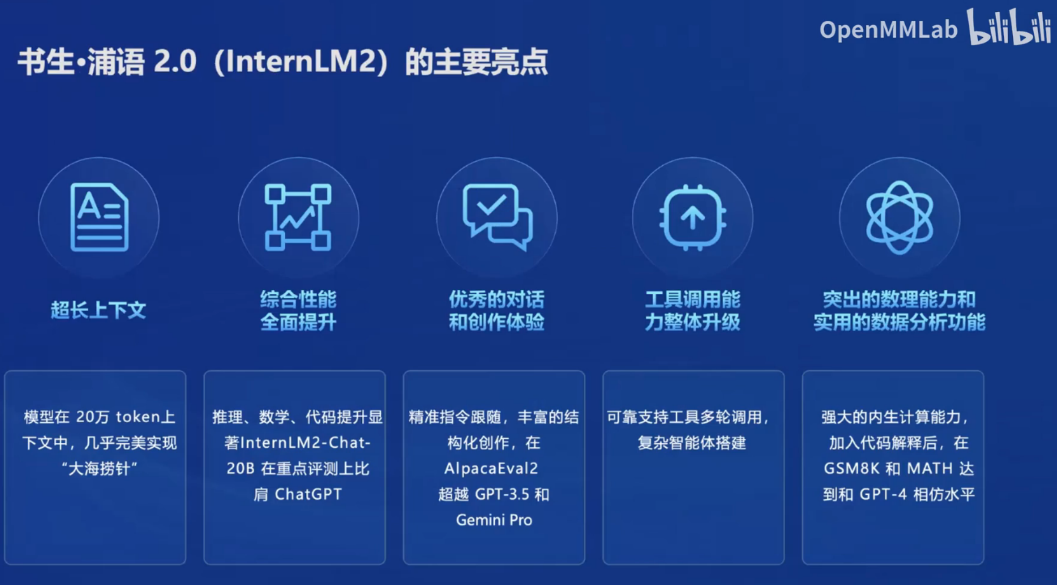 OpenMMLab bilibili
书生·浦语 2.0（InternLM2）的主要亮点
超长上下文
模型在 20万 token上
下文中，几乎完美实现
“大海捞针”
综合性能
全面提升
推理、数学、代码提升显
著InternLM2-Chat-
20B 在重点评测上比
肩 ChatGPT
优秀的对话
和创作体验
精准指令跟随，丰富的结
构化创作，在
AlpacaEval2
超越 GPT-3.5 和
Gemini Pro
工具调用能
力整体升级
可靠支持工具多轮调用，
复杂智能体搭建
突出的数理能力和
实用的数据分析功能
强大的内生计算能力，
加入代码解释后，在
GSM8K 和 MATH 达
到和 GPT-4 相仿水平